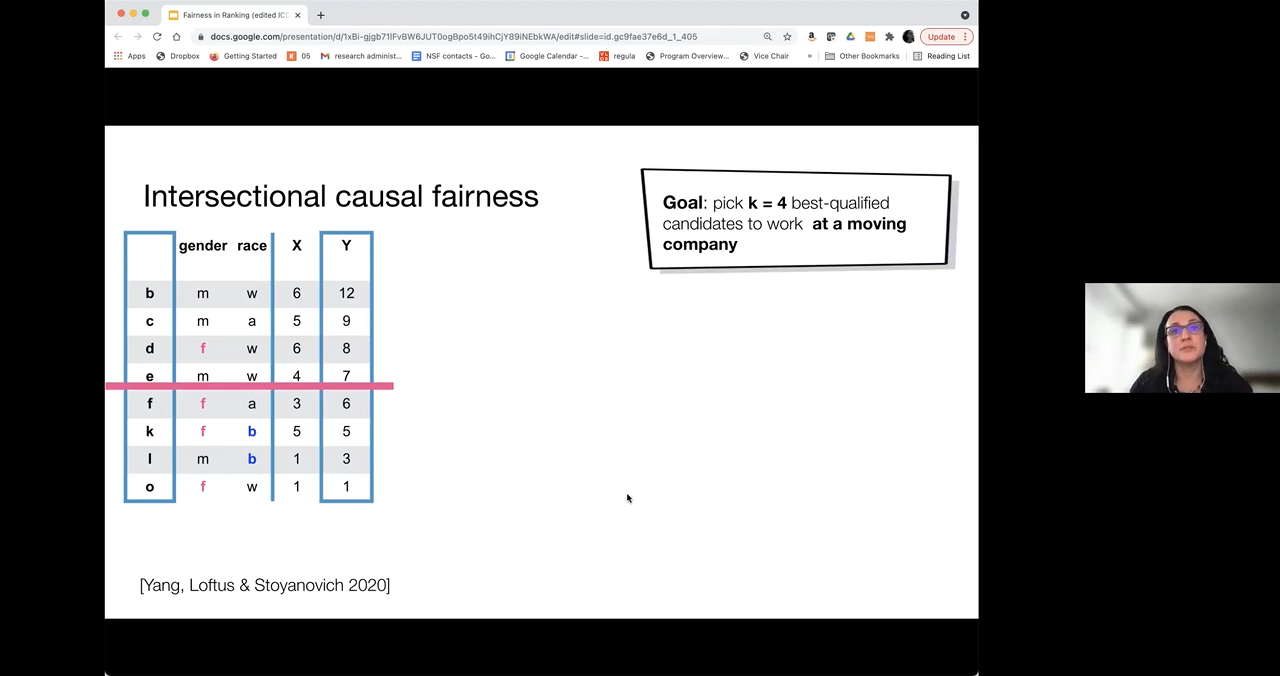 Fairness in Ranking (edited ICD
docs.google.com/presentation/d/1xBi-gjgb71lFvBW6JUT0ogBpo5t49ihCjY89iNEbkWA/edit#slide=id.gc9fae37e6d_1_405
Update
Apps Dropbox Getting Started 05 research administ... NSF contacts - Go... Google Calendar -... regula Program Overview... Vice Chair » Other Bookmarks Reading List
Intersectional causal fairness
Goal: pick k = 4 best-qualified
candidates to work at a moving
company
gender race X Y
b m w 6 12
c m a 5 9
d f w 6 8
e m w 4 7
f f a 3 6
k f b 5 5
l m b 1 3
o f w 1 1
[Yang, Loftus & Stoyanovich 2020]